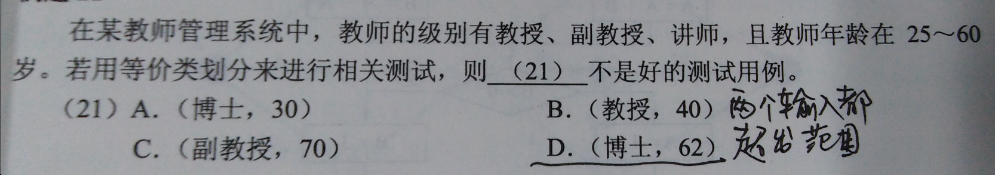 在某教师管理系统中，教师的级别有教授、副教授、讲师，且教师年龄在 25～60
岁。若用等价类划分来进行相关测试，则 （21） 不是好的测试用例。
（21）A.（博士，30） B.（教授，40）两个输入都
C.（副教授，70） D.（博士，62）超出范围